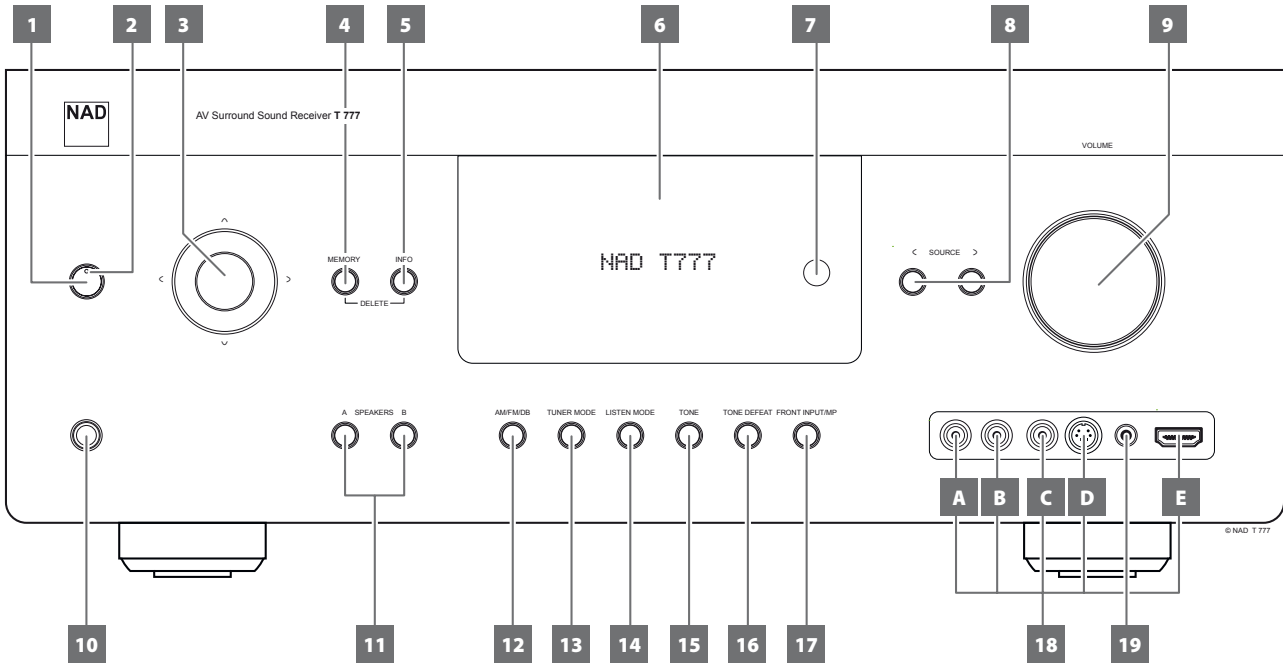 1 2 3 4 5 6 7 8 9
NAD
AV Surround Sound Receiver T 777
VOLUME
MEMORY INFO
DELETE
NAD T777
< SOURCE >
A SPEAKERS B
AM/FM/DB TUNER MODE LISTEN MODE TONE TONE DEFEAT FRONT INPUT/MP
A B C D E
© NAD T 777
10 11 12 13 14 15 16 17 18 19